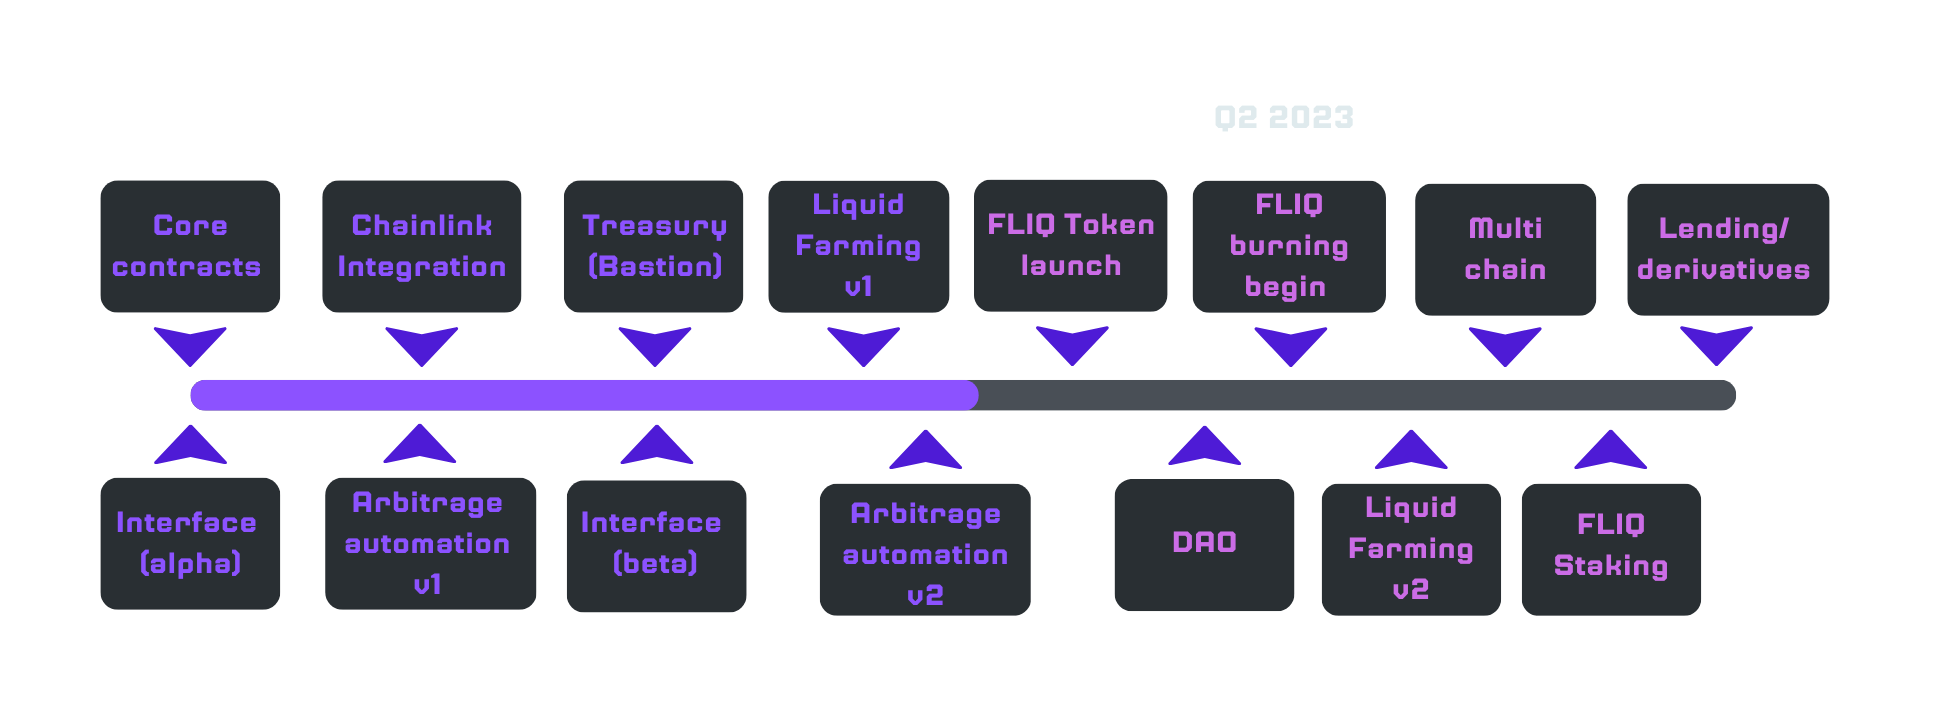 Q2 2023
Core
contracts
Chainlink
Integration
Treasury
(Bastion)
Liquid
Farming
v1
FLIQ Token
launch
FLIQ
burning
begin
Multi
chain
Lending/
derivatives
Interface
(alpha)
Arbitrage
automation
v1
Interface
(beta)
Arbitrage
automation
v2
DAO
Liquid
Farming
v2
FLIQ
Staking